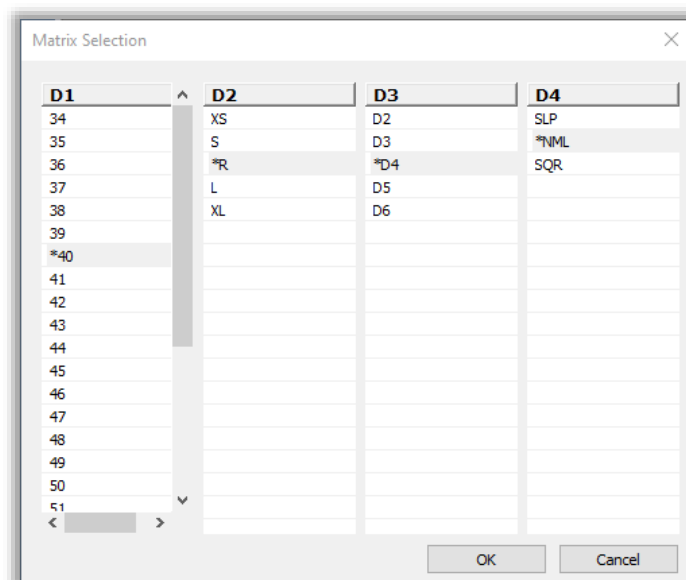 Matrix Selection
D1
34
35
36
37
38
39
*40
41
42
43
44
45
46
47
48
49
50
51
D2
XS
S
*R
L
XL
D3
D2
D3
*D4
D5
D6
D4
SLP
*NML
SQR
OK
Cancel